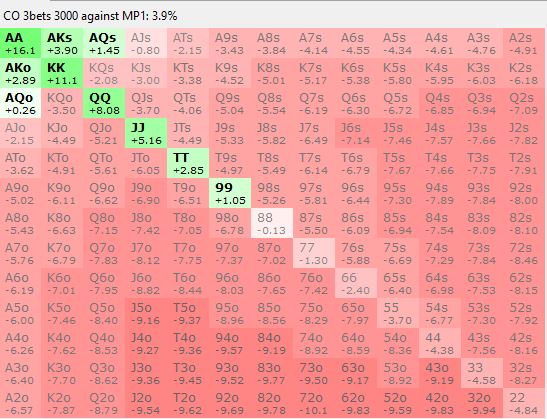 CO 3bets 3000 against MP1: 3.9%
AA AKs AQs AJs ATs A9s A8s A7s A6s A5s A4s A3s A2s
+16.1 +3.90 +1.45 -0.80 -2.15 -3.43 -3.84 -4.14 -4.55 -4.34 -4.61 -4.76 -4.91
AKo KK KQs KJs KTs K9s K8s K7s K6s K5s K4s K3s K2s
+2.89 +11.1 -2.08 -3.00 -3.38 -4.52 -5.01 -5.17 -5.38 -5.80 -5.95 -6.03 -6.18
AQo KQo QQ QJs QTs Q9s Q8s Q7s Q6s Q5s Q4s Q3s Q2s
+0.26 -3.50 +8.08 -3.70 -4.06 -5.04 -5.54 -6.19 -6.30 -6.72 -6.85 -6.94 -7.09
AJo KJo QJo JJ JTs J9s J8s J7s J6s J5s J4s J3s J2s
-2.15 -4.49 -5.21 +5.16 -4.49 -5.33 -5.82 -6.49 -7.14 -7.46 -7.57 -7.66 -7.82
ATo KTo QTo JTo TT T9s T8s T7s T6s T5s T4s T3s T2s
-3.62 -4.91 -5.61 -6.05 +2.85 -4.97 -5.49 -6.14 -6.79 -7.67 -7.66 -7.75 -7.91
A9o K9o Q9o J9o T9o 99 98s 97s 96s 95s 94s 93s 92s
-5.02 -6.11 -6.62 -6.90 -6.51 +1.05 -5.26 -5.81 -6.44 -7.30 -7.89 -7.84 -8.00
A8o K8o Q8o J8o T8o 98o 88 87s 86s 85s 84s 83s 82s
-5.43 -6.63 -7.15 -7.42 -7.05 -6.78 -0.13 -5.50 -6.09 -6.94 -7.54 -8.09 -8.10
A7o K7o Q7o J7o T7o 97o 87o 77 76s 75s 74s 73s 72s
-5.76 -6.79 -7.83 -8.12 -7.75 -7.37 -7.02 -1.30 -5.88 -6.69 -7.29 -7.84 -8.46
A6o K6o Q6o J6o T6o 96o 86o 76o 66 65s 64s 63s 62s
-6.19 -7.01 -7.95 -8.82 -8.44 -8.03 -7.65 -7.42 -2.40 -6.40 -6.98 -7.53 -8.15
A5o K5o Q5o J5o T5o 95o 85o 75o 65o 55 54s 53s 52s
-6.00 -7.46 -8.40 -9.16 -9.37 -8.96 -8.56 -8.29 -7.97 -3.70 -6.77 -7.30 -7.92
A4o K4o Q4o J4o T4o 94o 84o 74o 64o 54o 44 43s 42s
-6.26 -7.62 -8.53 -9.27 -9.36 -9.57 -9.19 -8.92 -8.59 -8.36 -4.38 -7.56 -8.16
A3o K3o Q3o J3o T3o 93o 83o 73o 63o 53o 43o 33 32s
-6.40 -7.70 -8.62 -9.36 -9.45 -9.52 -9.77 -9.50 -9.17 -8.92 -9.19 -4.58 -8.27
A2o K2o Q2o J2o T2o 92o 82o 72o 62o 52o 42o 32o 22
-6.57 -7.87 -8.79 -9.54 -9.62 -9.69 -9.78 -10.1 -9.83 -9.59 -9.83 -9.94 -4.84